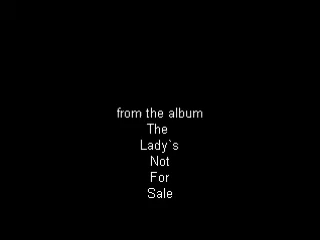 from the album
The
Lady`s
Not
For
Sale